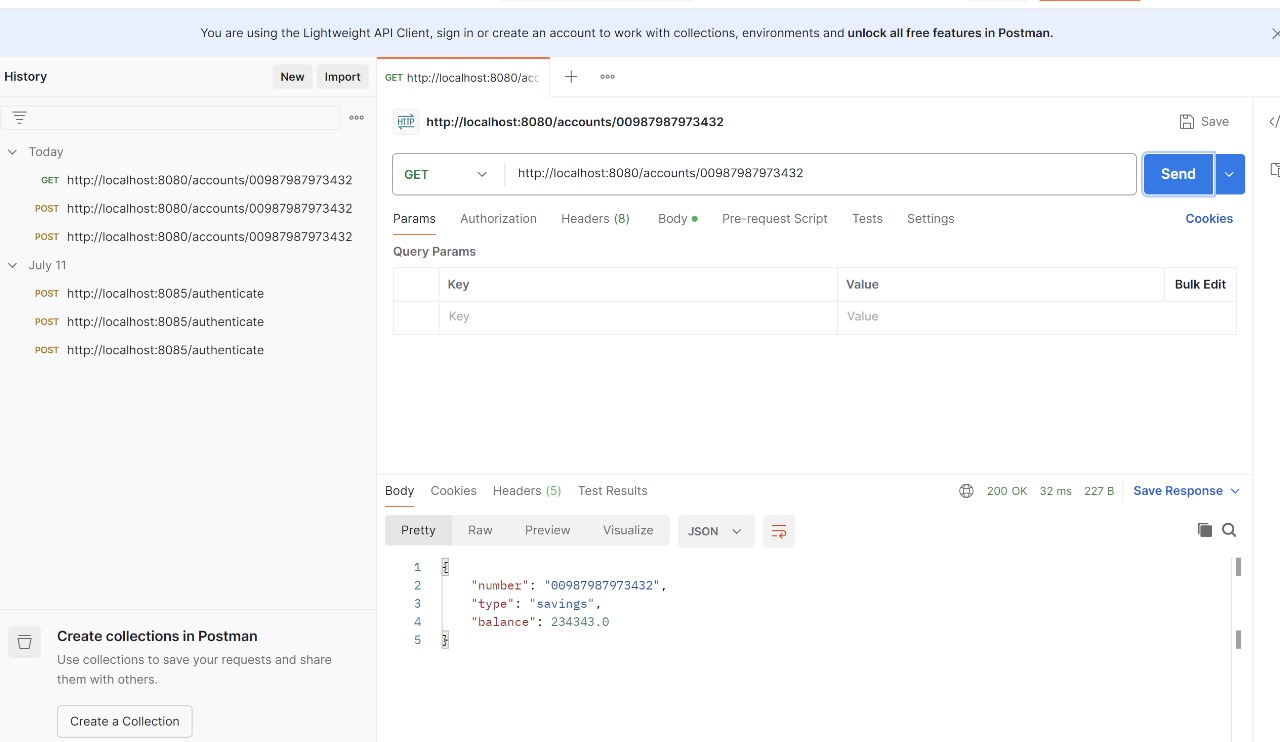 You are using the Lightweight API Client, sign in or create an account to work with collections, environments and unlock all free features in Postman.
History
New
Import
GET http://localhost:8080/acc
HTTP http://localhost:8080/accounts/00987987973432
Save
Today
GET http://localhost:8080/accounts/00987987973432
POST http://localhost:8080/accounts/00987987973432
POST http://localhost:8080/accounts/00987987973432
July 11
POST http://localhost:8085/authenticate
POST http://localhost:8085/authenticate
POST http://localhost:8085/authenticate
GET http://localhost:8080/accounts/00987987973432
Send
Params Authorization Headers (8) Body Pre-request Script Tests Settings Cookies
Query Params
Key Value Bulk Edit
Key Value
Body Cookies Headers (5) Test Results 200 OK 32 ms 227 B Save Response
Pretty Raw Preview Visualize JSON
1 {
2 "number": "00987987973432",
3 "type": "savings",
4 "balance": 234343.0
5 }
Create collections in Postman
Use collections to save your requests and share
them with others.
Create a Collection